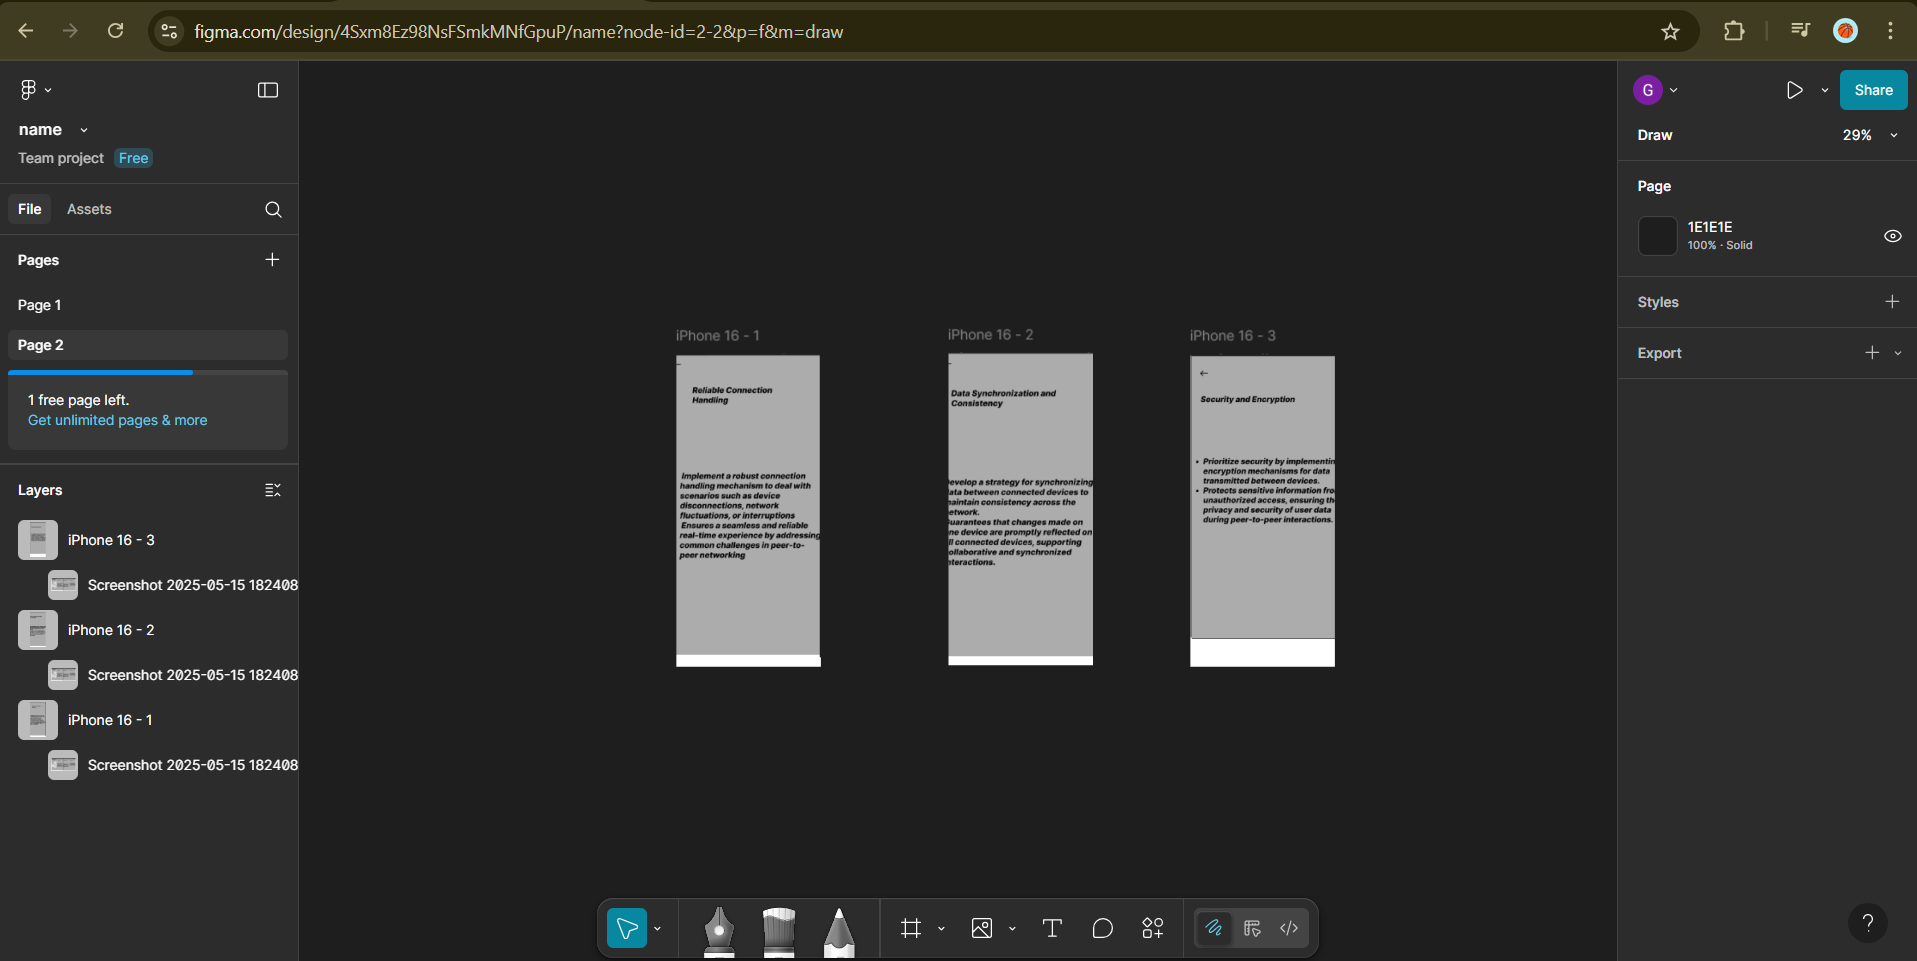 figma.com/design/4Sxm8Ez98NsFSmkMNfGpuP/name?node-id=2-2&p=f&m=draw
name
Team project Free
File Assets
Pages
Page 1
Page 2
1 free page left.
Get unlimited pages & more
Layers
iPhone 16 - 3
Screenshot 2025-05-15 182408
iPhone 16 - 2
Screenshot 2025-05-15 182408
iPhone 16 - 1
Screenshot 2025-05-15 182408
iPhone 16 - 1
Reliable Connection
Handling
Implement a robust connection
handling mechanism to deal with
scenarios such as device
disconnections, network
fluctuations, or interruptions
Ensures a seamless and reliable
real-time experience by addressing
common challenges in peer-to-
peer networking
iPhone 16 - 2
Data Synchronization and
Consistency
evelop a strategy for synchronizing
ata between connected devices to
aintain consistency across the
etwork.
uarantees that changes made on
ne device are promptly reflected on
ll connected devices, supporting
ollaborative and synchronized
nteractions.
iPhone 16 - 3
←
Security and Encryption
• Prioritize security by implementin
encryption mechanisms for data
transmitted between devices.
• Protects sensitive information fro
unauthorized access, ensuring th
privacy and security of user data
during peer-to-peer interactions.
G
Share
Draw 29%
Page
1E1E1E
100% · Solid
Styles
Export
?